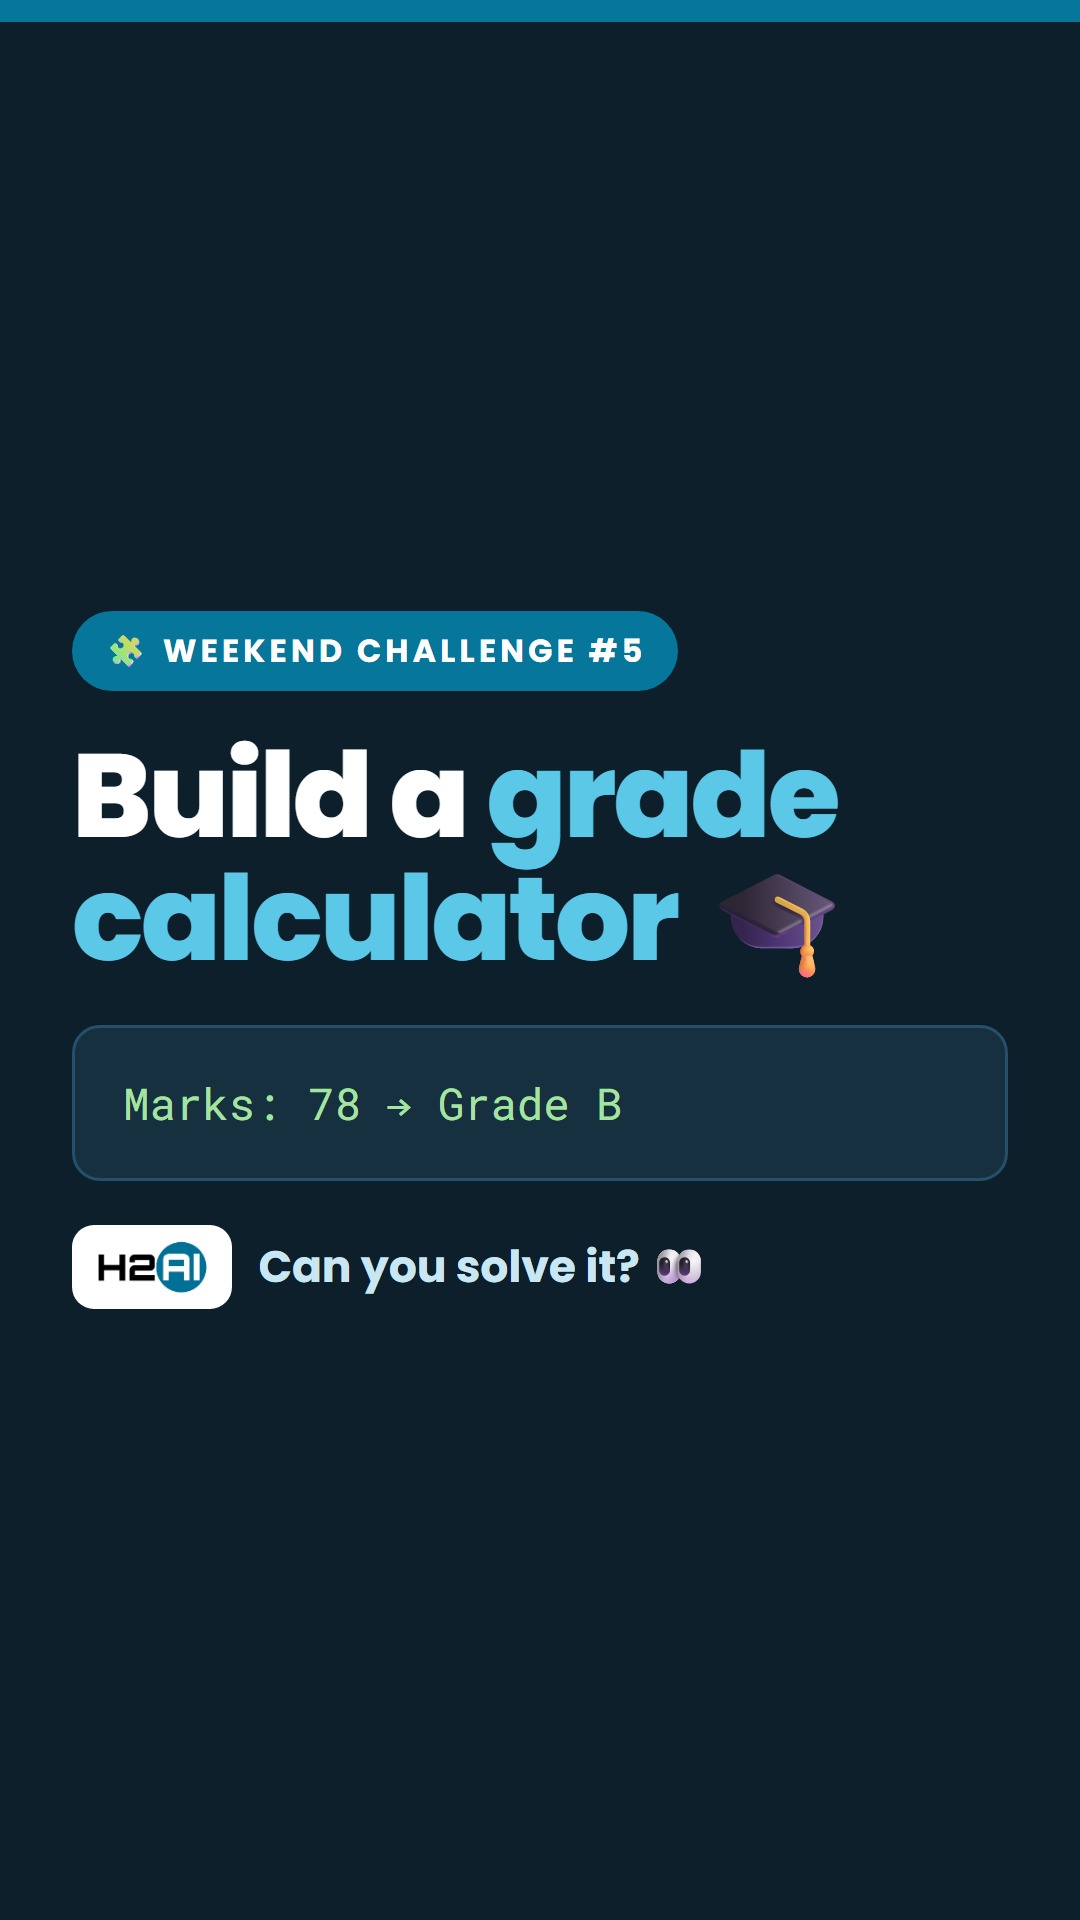 🧩 WEEKEND CHALLENGE #5
Build a grade
calculator 🎓
Marks: 78 → Grade B
H2AI
Can you solve it? 👀